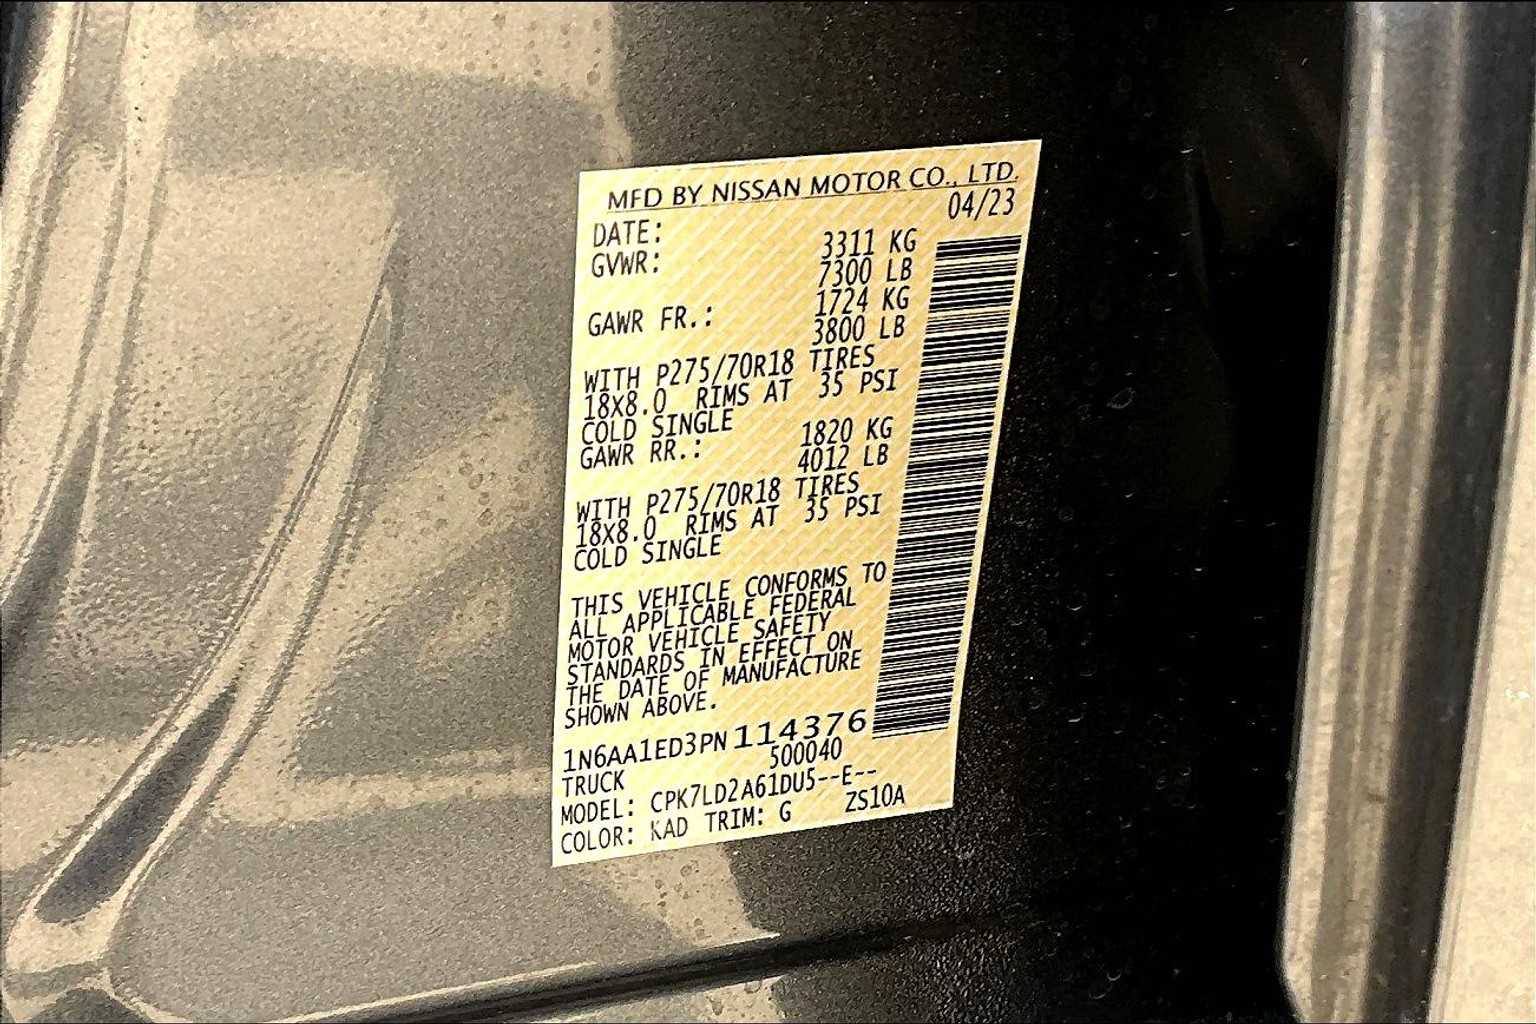 MFD BY NISSAN MOTOR CO., LTD.
DATE: 04/23
GVWR: 3311 KG
7300 LB
GAWR FR.: 1724 KG
3800 LB
WITH P275/70R18 TIRES
18X8.0 RIMS AT 35 PSI
COLD SINGLE
GAWR RR.: 1820 KG
4012 LB
WITH P275/70R18 TIRES
18X8.0 RIMS AT 35 PSI
COLD SINGLE
THIS VEHICLE CONFORMS TO
ALL APPLICABLE FEDERAL
MOTOR VEHICLE SAFETY
STANDARDS IN EFFECT ON
THE DATE OF MANUFACTURE
SHOWN ABOVE.
1N6AA1ED3PN114376
TRUCK 500040
MODEL: CPK7LD2A61DU5--E--
COLOR: KAD TRIM: G ZS10A